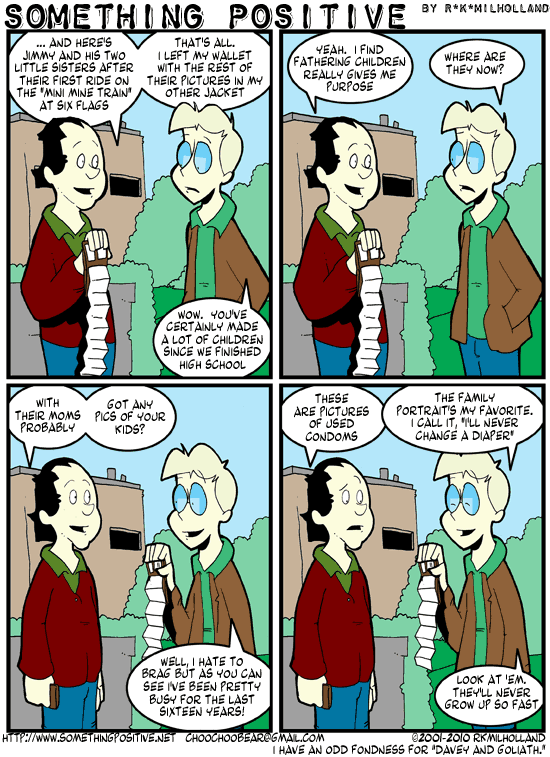 SOMETHING POSITIVE BY R*K*MILHOLLAND
... AND HERE'S
JIMMY AND HIS TWO
LITTLE SISTERS AFTER
THEIR FIRST RIDE ON
THE "MINI MINE TRAIN"
AT SIX FLAGS
THAT'S ALL.
I LEFT MY WALLET
WITH THE REST OF
THEIR PICTURES IN MY
OTHER JACKET
WOW. YOU'VE
CERTAINLY MADE
A LOT OF CHILDREN
SINCE WE FINISHED
HIGH SCHOOL
YEAH. I FIND
FATHERING CHILDREN
REALLY GIVES ME
PURPOSE
WHERE ARE
THEY NOW?
WITH
THEIR MOMS
PROBABLY
GOT ANY
PICS OF YOUR
KIDS?
WELL, I HATE TO
BRAG BUT AS YOU CAN
SEE I'VE BEEN PRETTY
BUSY FOR THE LAST
SIXTEEN YEARS!
THESE
ARE PICTURES
OF USED
CONDOMS
THE FAMILY
PORTRAIT'S MY FAVORITE.
I CALL IT, "I'LL NEVER
CHANGE A DIAPER"
LOOK AT 'EM.
THEY'LL NEVER
GROW UP SO FAST
HTTP://WWW.SOMETHINGPOSITIVE.NET CHOOCHOOBEAR@GMAIL.COM ©2001-2010 RKMILHOLLAND
I HAVE AN ODD FONDNESS FOR "DAVEY AND GOLIATH."